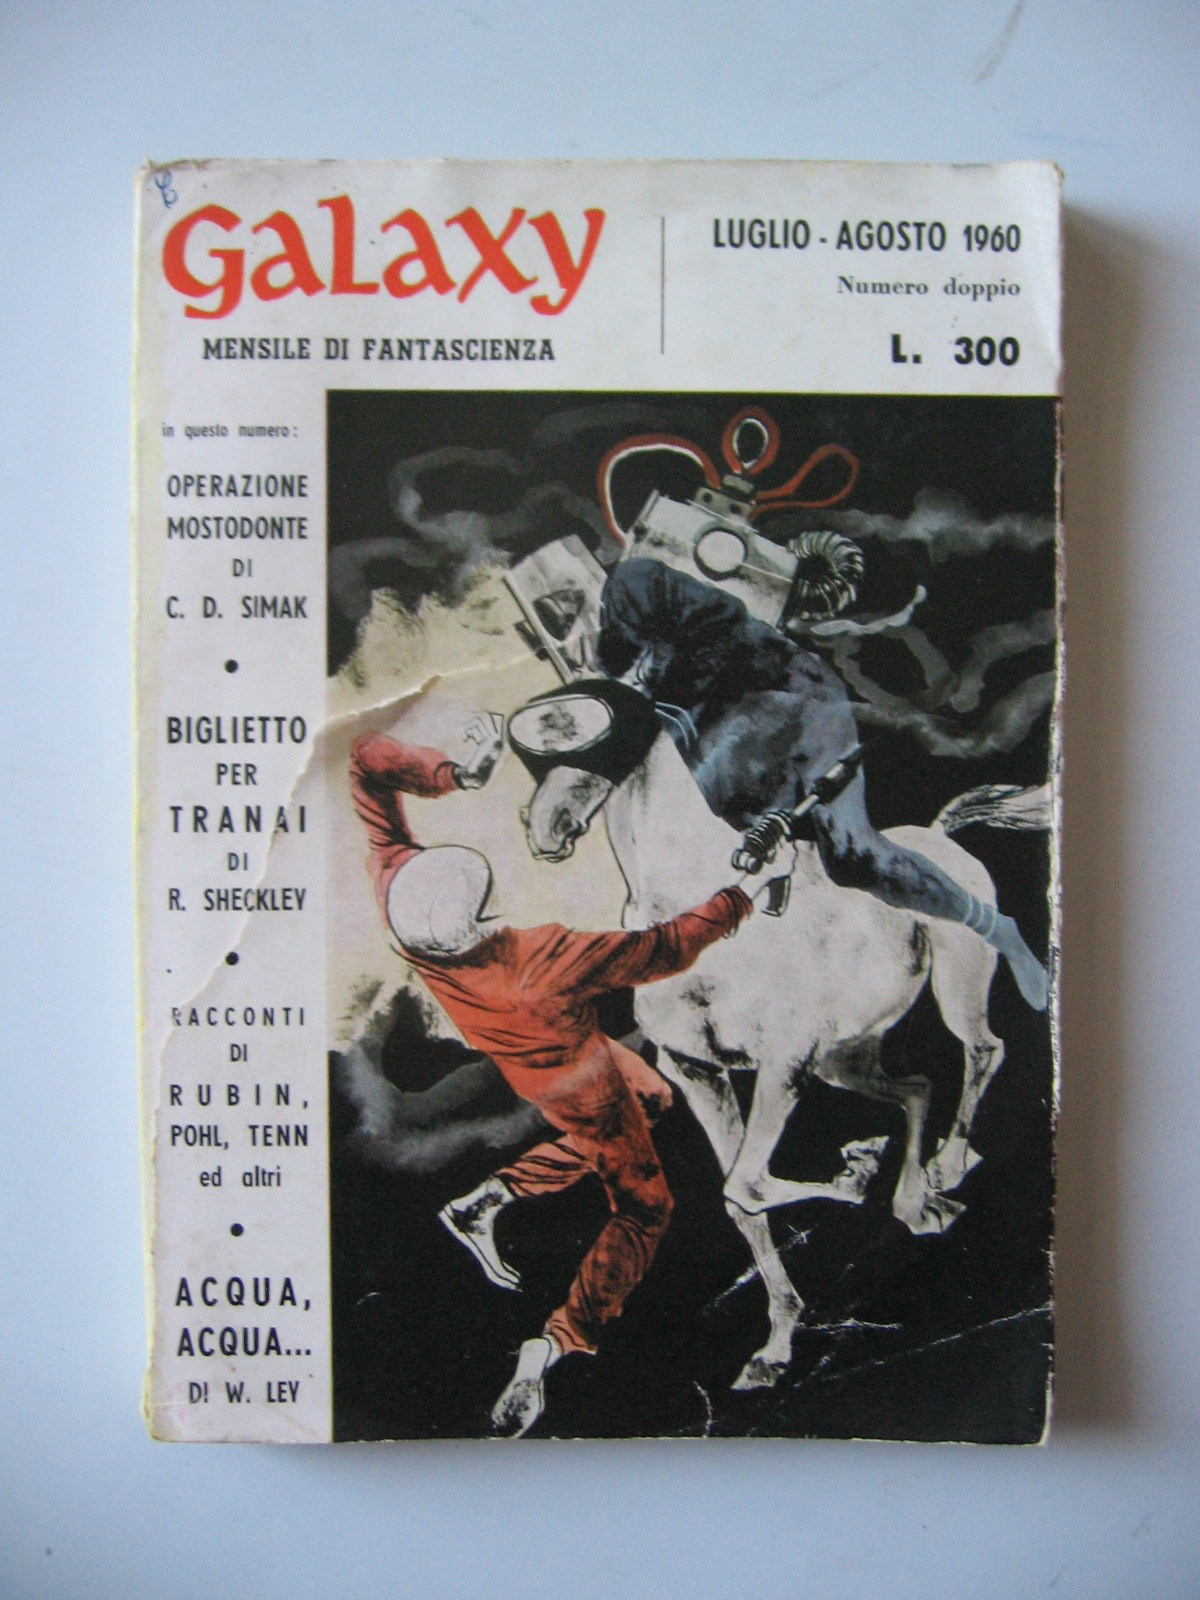 Galaxy
MENSILE DI FANTASCIENZA
LUGLIO - AGOSTO 1960
Numero doppio
L. 300
in questo numero:
OPERAZIONE
MOSTODONTE
DI
C. D. SIMAK
•
BIGLIETTO
PER
TRANAI
DI
R. SHECKLEY
•
RACCONTI
DI
RUBIN,
POHL, TENN
ed altri
•
ACQUA,
ACQUA...
DI W. LEY